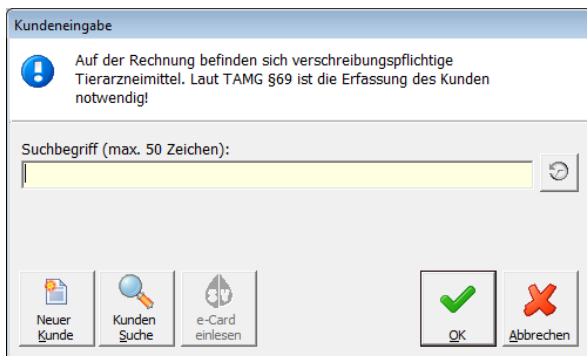 Kundeneingabe
Auf der Rechnung befinden sich verschreibungspflichtige
Tierarzneimittel. Laut TAMG §69 ist die Erfassung des Kunden
notwendig!
Suchbegriff (max. 50 Zeichen):
Neuer
Kunde
Kunden
Suche
e-Card
einlesen
OK
Abbrechen